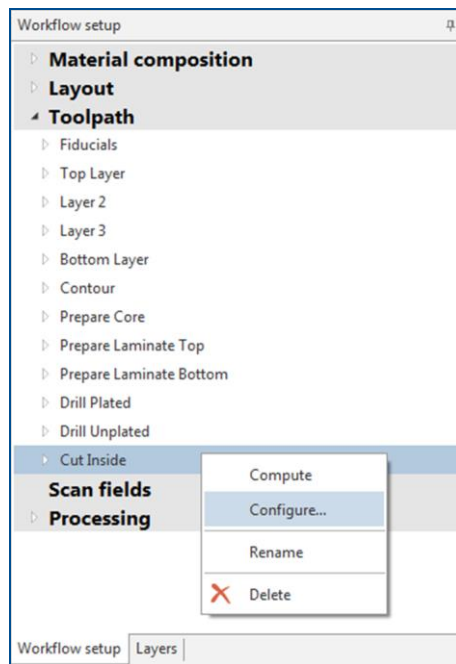 Workflow setup
Material composition
Layout
Toolpath
Fiducials
Top Layer
Layer 2
Layer 3
Bottom Layer
Contour
Prepare Core
Prepare Laminate Top
Prepare Laminate Bottom
Drill Plated
Drill Unplated
Cut Inside
Compute
Configure...
Rename
Delete
Scan fields
Processing
Workflow setup Layers